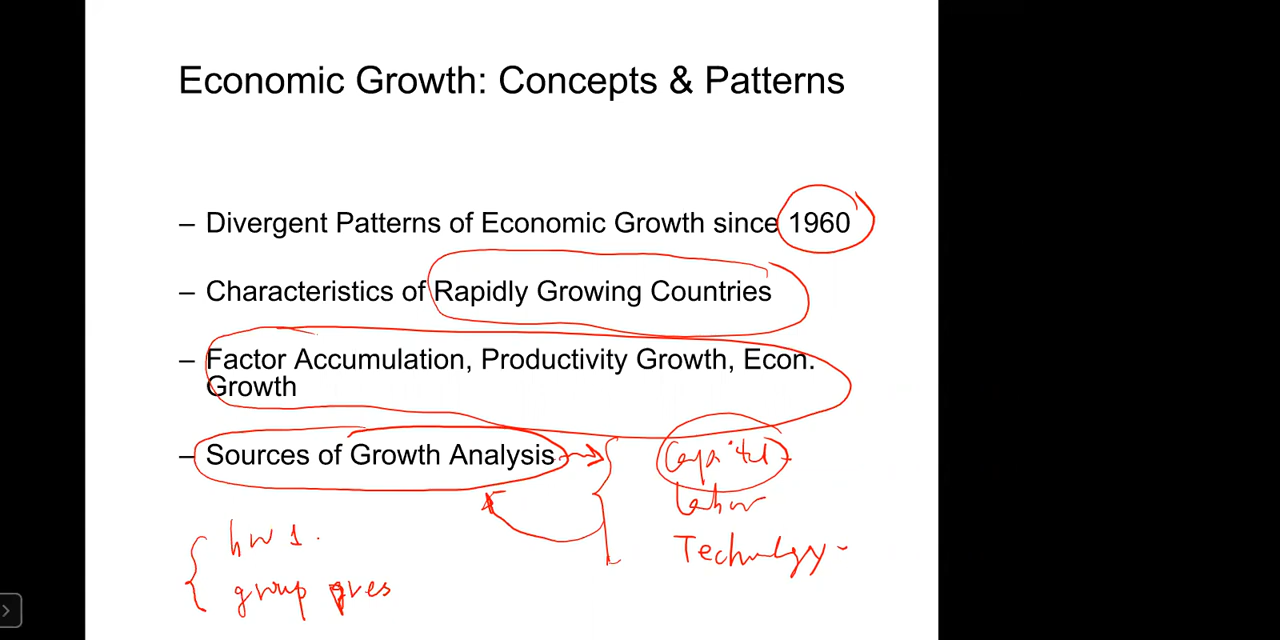 Economic Growth: Concepts & Patterns
– Divergent Patterns of Economic Growth since 1960
– Characteristics of Rapidly Growing Countries
– Factor Accumulation, Productivity Growth, Econ.
Growth
– Sources of Growth Analysis
Capital
Labor
Technology
hw 1.
group pres